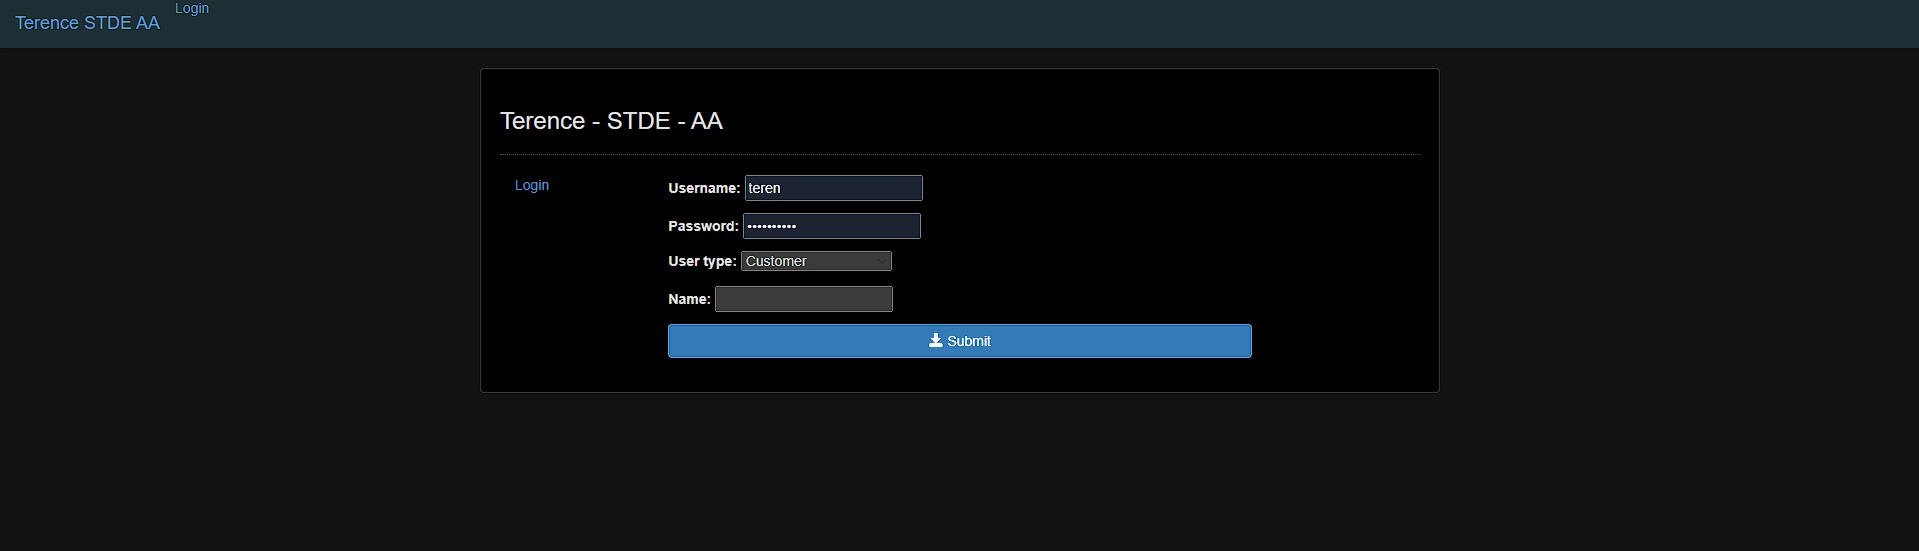 Terence STDE AA
Login
Terence - STDE - AA
Login
Username: teren
Password: ••••••••••
User type: Customer
Name:
Submit